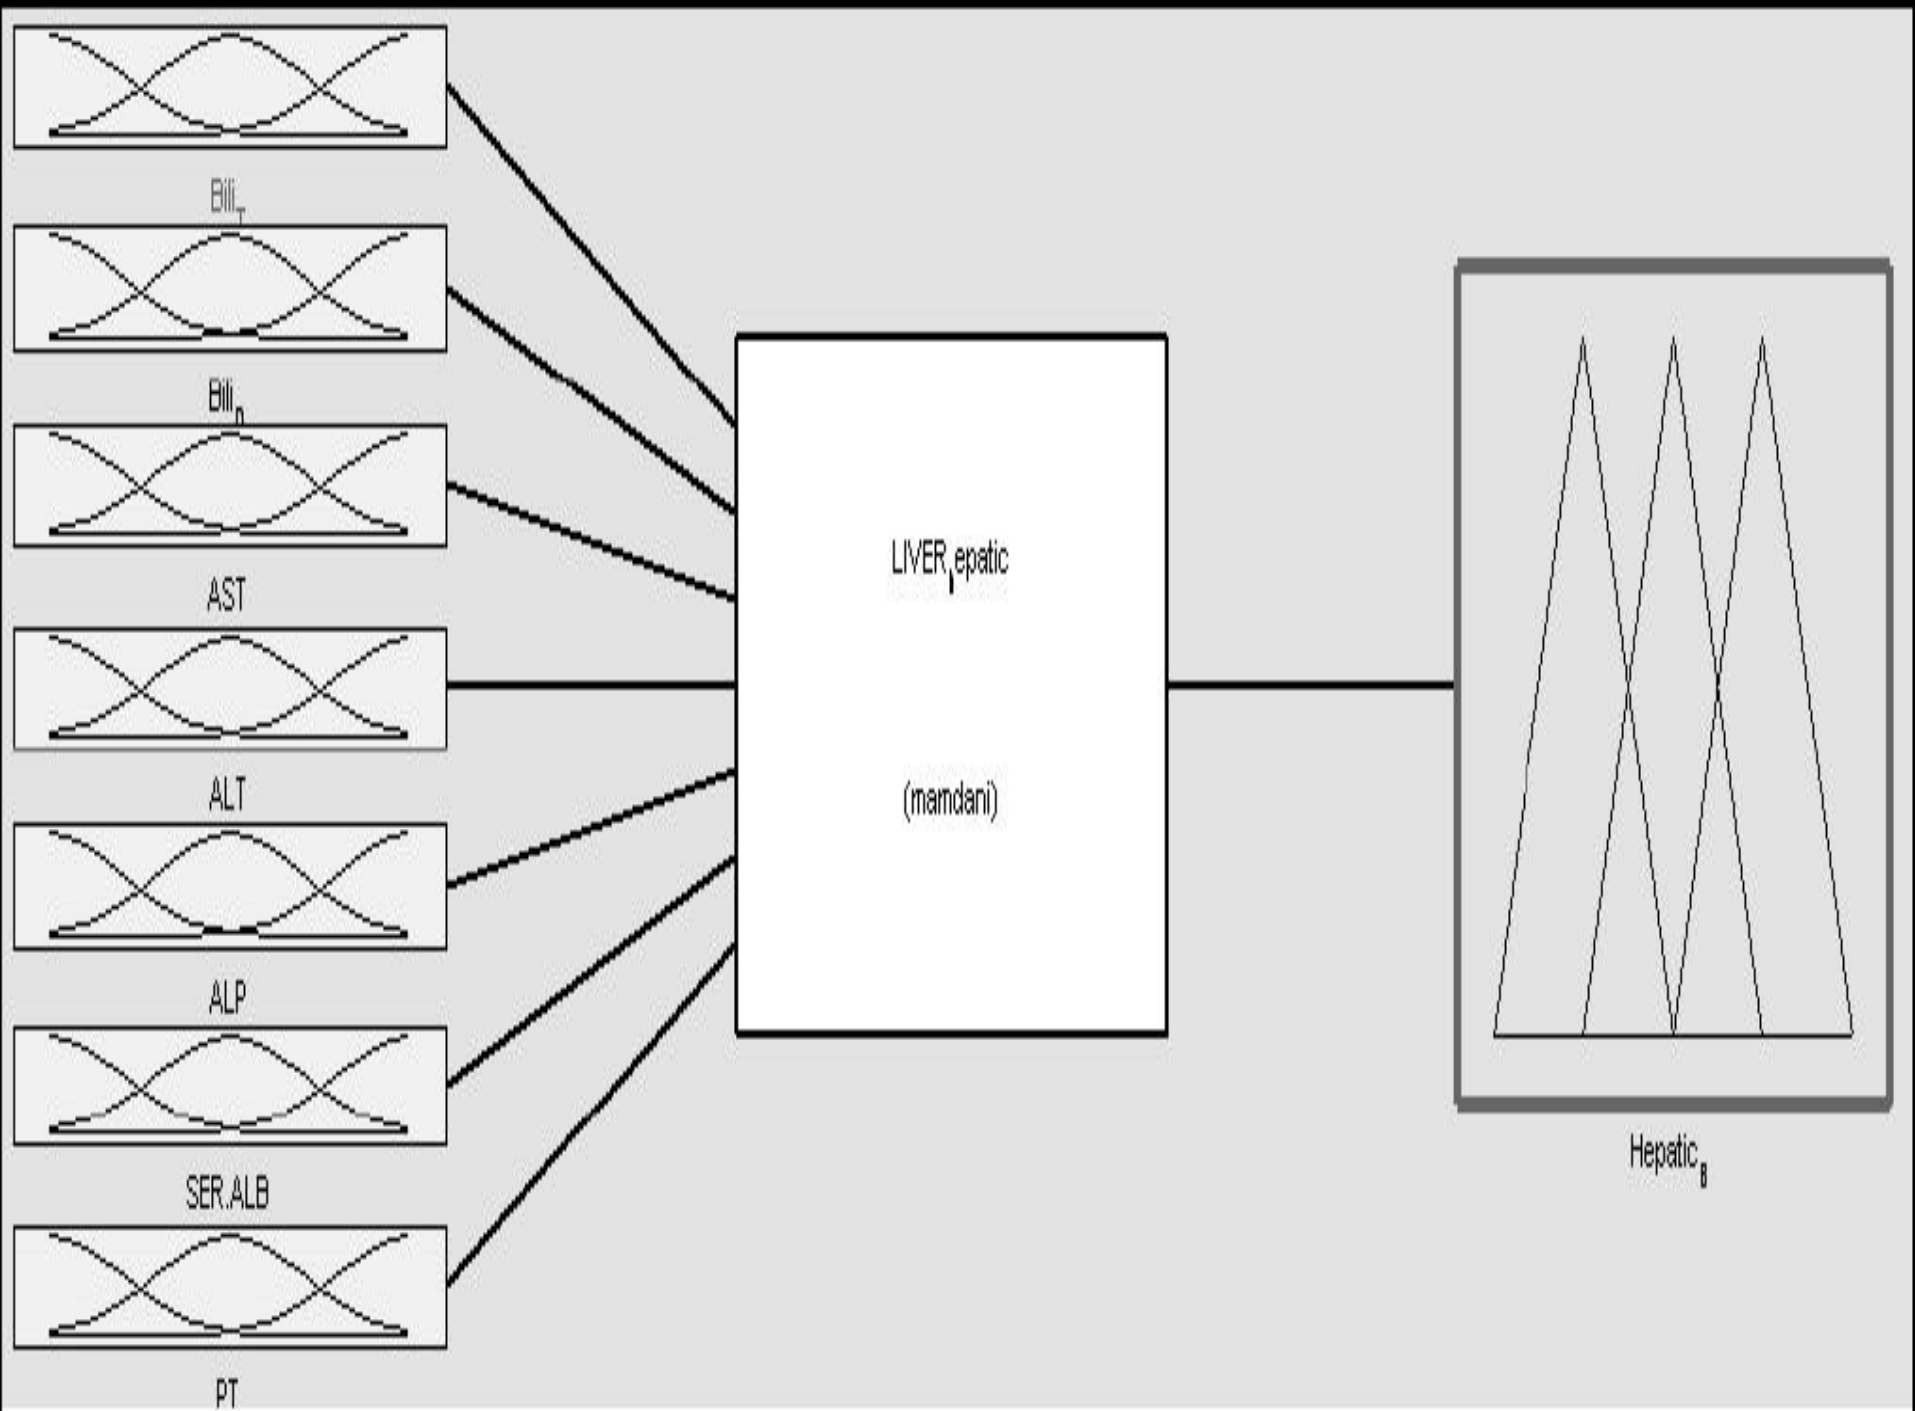 Bili_T
Bili_D
AST
ALT
ALP
SER.ALB
PT
LIVER_hepatic
(mamdani)
Hepatic_B